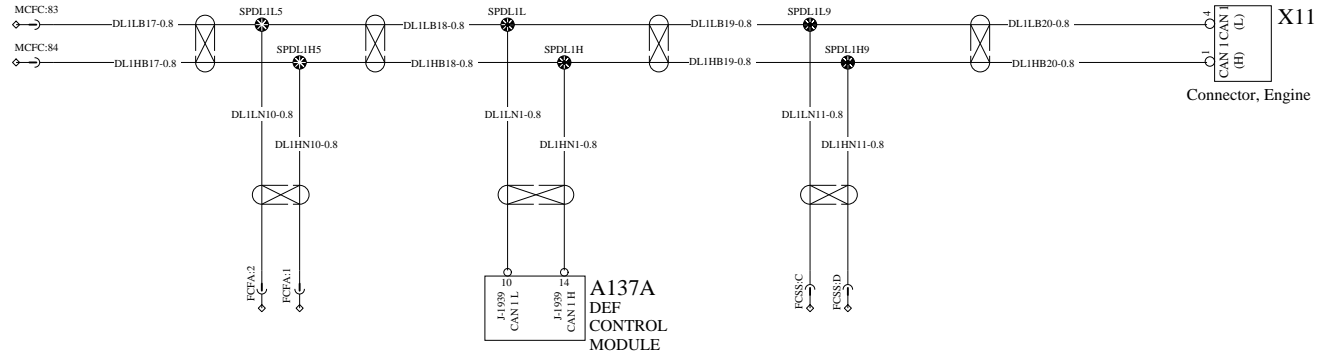 MCFC:83
DL1LB17-0.8
SPDL1L5
DL1LB18-0.8
SPDL1L
DL1LB19-0.8
SPDL1L9
DL1LB20-0.8
4
CAN 1
(L)
X11
MCFC:84
DL1HB17-0.8
SPDL1H5
DL1HB18-0.8
SPDL1H
DL1HB19-0.8
SPDL1H9
DL1HB20-0.8
1
CAN 1
(H)
Connector, Engine
DL1LN10-0.8
DL1LN1-0.8
DL1LN11-0.8
DL1HN10-0.8
DL1HN1-0.8
DL1HN11-0.8
FCFA:2
FCFA:1
FCSS:C
FCSS:D
10
J-1939
CAN 1 L
14
J-1939
CAN 1 H
A137A
DEF
CONTROL
MODULE